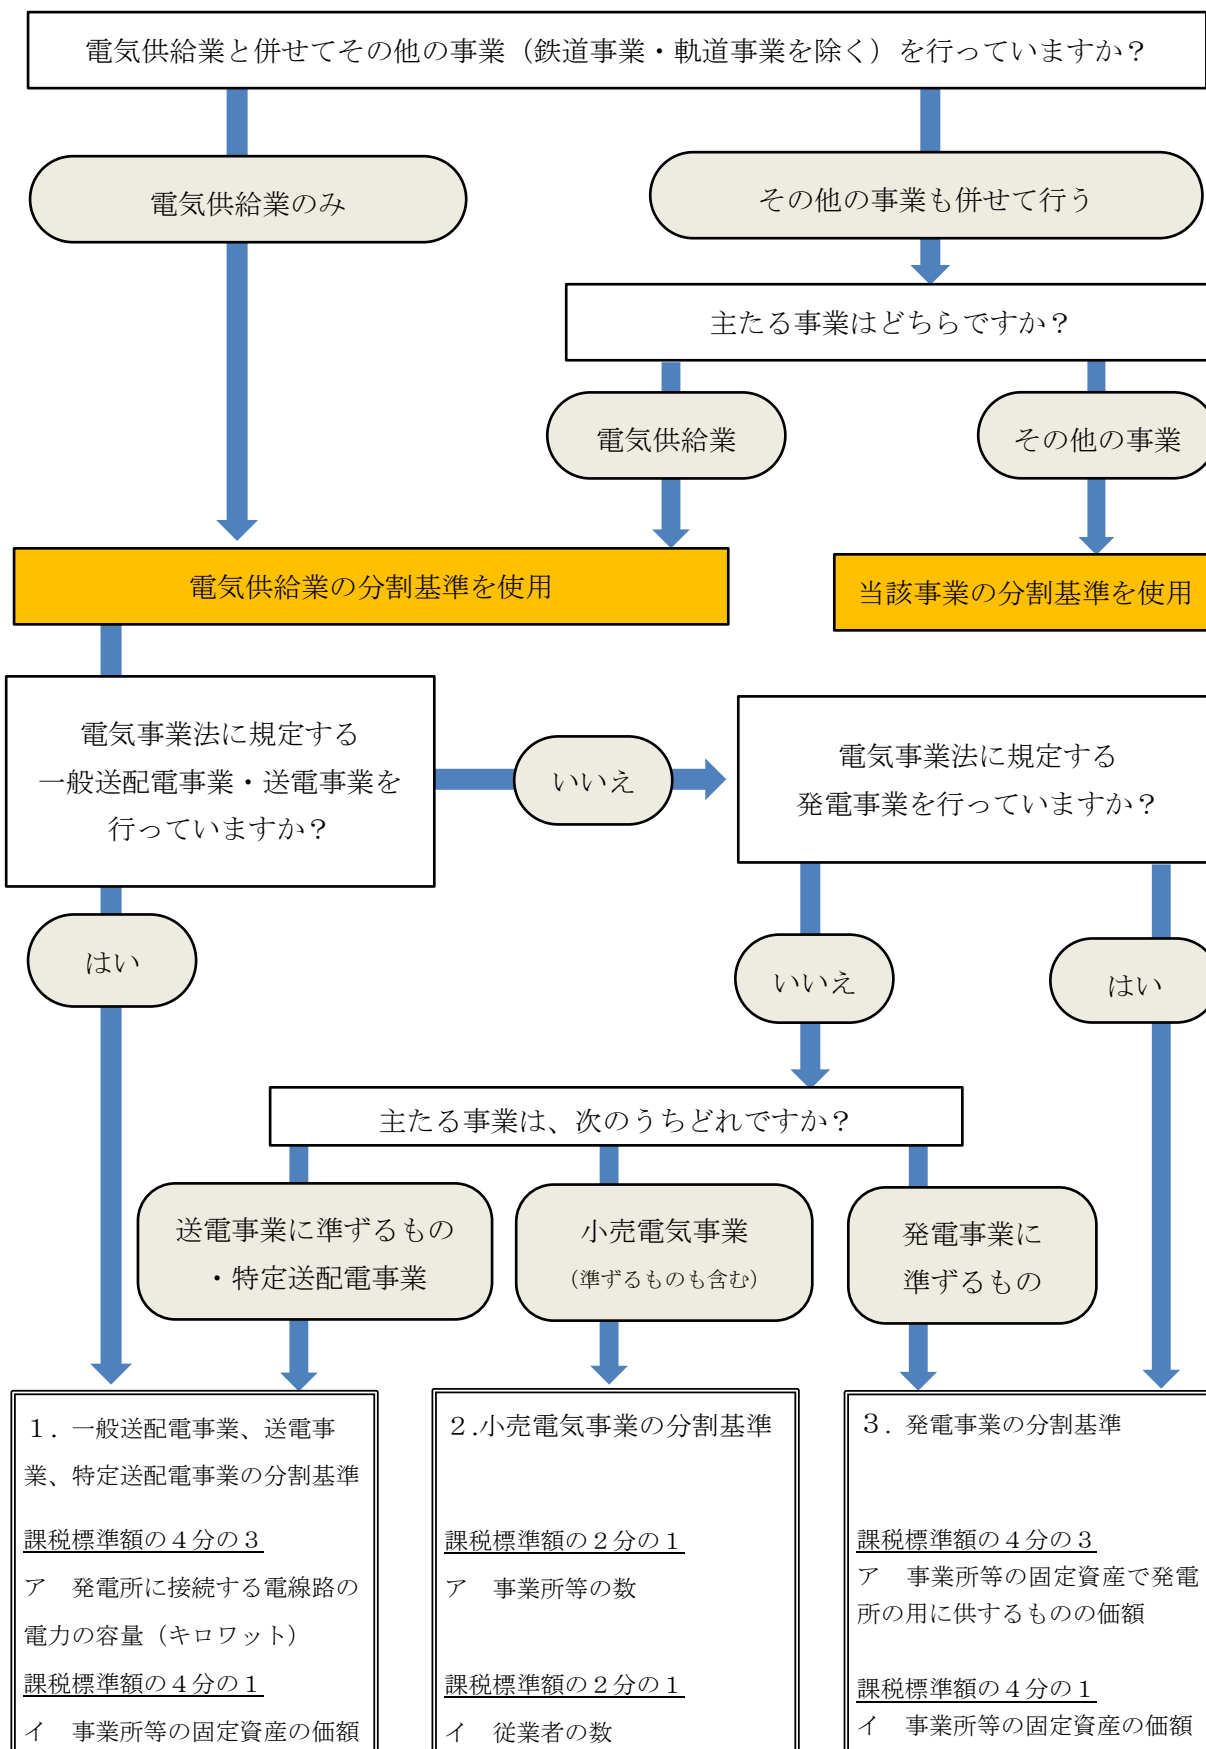 電気供給業と併せてその他の事業（鉄道事業・軌道事業を除く）を行っていますか？
電気供給業のみ
その他の事業も併せて行う
主たる事業はどちらですか？
電気供給業
その他の事業
電気供給業の分割基準を使用
当該事業の分割基準を使用
電気事業法に規定する
一般送配電事業・送電事業を
行っていますか？
いいえ
電気事業法に規定する
発電事業を行っていますか？
はい
いいえ
はい
主たる事業は、次のうちどれですか？
送電事業に準ずるもの
・特定送配電事業
小売電気事業
（準ずるものも含む）
発電事業に
準ずるもの
１．一般送配電事業、送電事
業、特定送配電事業の分割基準
課税標準額の４分の３
ア　発電所に接続する電線路の
電力の容量（キロワット）
課税標準額の４分の１
イ　事業所等の固定資産の価額
２.小売電気事業の分割基準
課税標準額の２分の１
ア　事業所等の数
課税標準額の２分の１
イ　従業者の数
３．発電事業の分割基準
課税標準額の４分の３
ア　事業所等の固定資産で発電
所の用に供するものの価額
課税標準額の４分の１
イ　事業所等の固定資産の価額